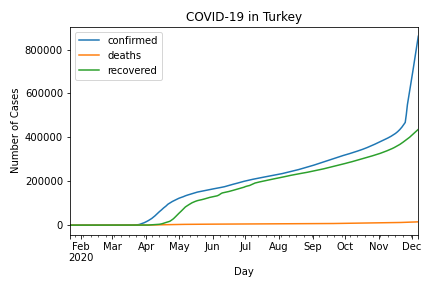 COVID-19 in Turkey
confirmed
deaths
recovered
Number of Cases
800000
600000
400000
200000
0
Feb Mar Apr May Jun Jul Aug Sep Oct Nov Dec
2020
Day